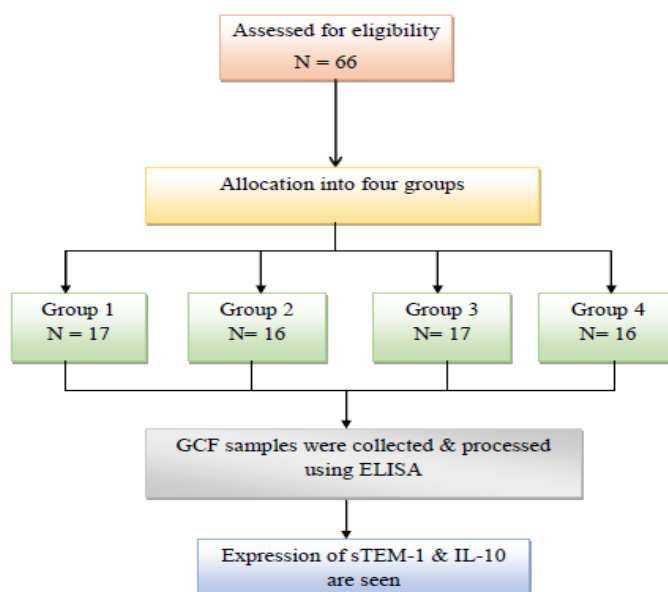 Assessed for eligibility
N = 66
Allocation into four groups
Group 1
N = 17
Group 2
N= 16
Group 3
N= 17
Group 4
N= 16
GCF samples were collected & processed
using ELISA
Expression of sTEM-1 & IL-10
are seen